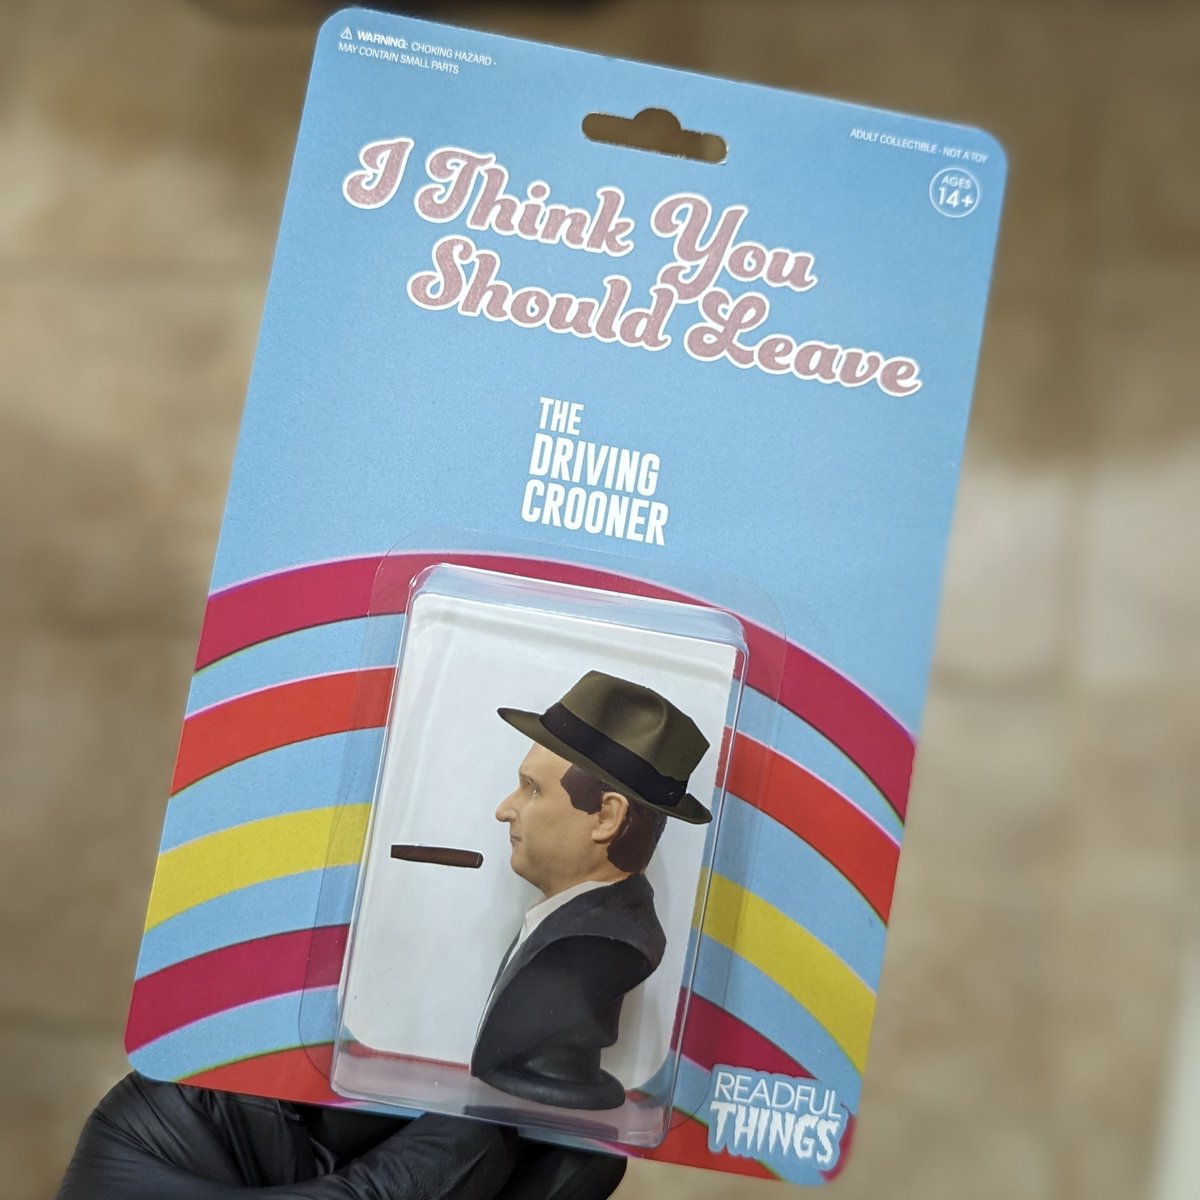 ⚠ WARNING: CHOKING HAZARD -
MAY CONTAIN SMALL PARTS
ADULT COLLECTIBLE - NOT A TOY
AGES
14+
I Think You
Should Leave
THE
DRIVING
CROONER
READFUL
THINGS